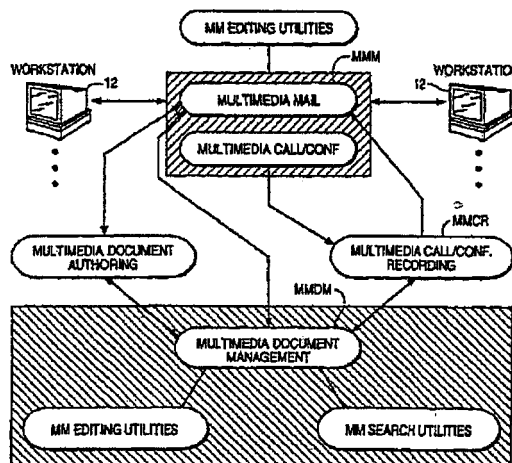 MM EDITING UTILITIES
MMM
WORKSTATION
12
MULTIMEDIA MAIL
WORKSTATION
12
MULTIMEDIA CALL/CONF
MMCR
MULTIMEDIA DOCUMENT
AUTHORING
MULTIMEDIA CALL/CONF.
RECORDING
MMDM
MULTIMEDIA DOCUMENT
MANAGEMENT
MM EDITING UTILITIES
MM SEARCH UTILITIES